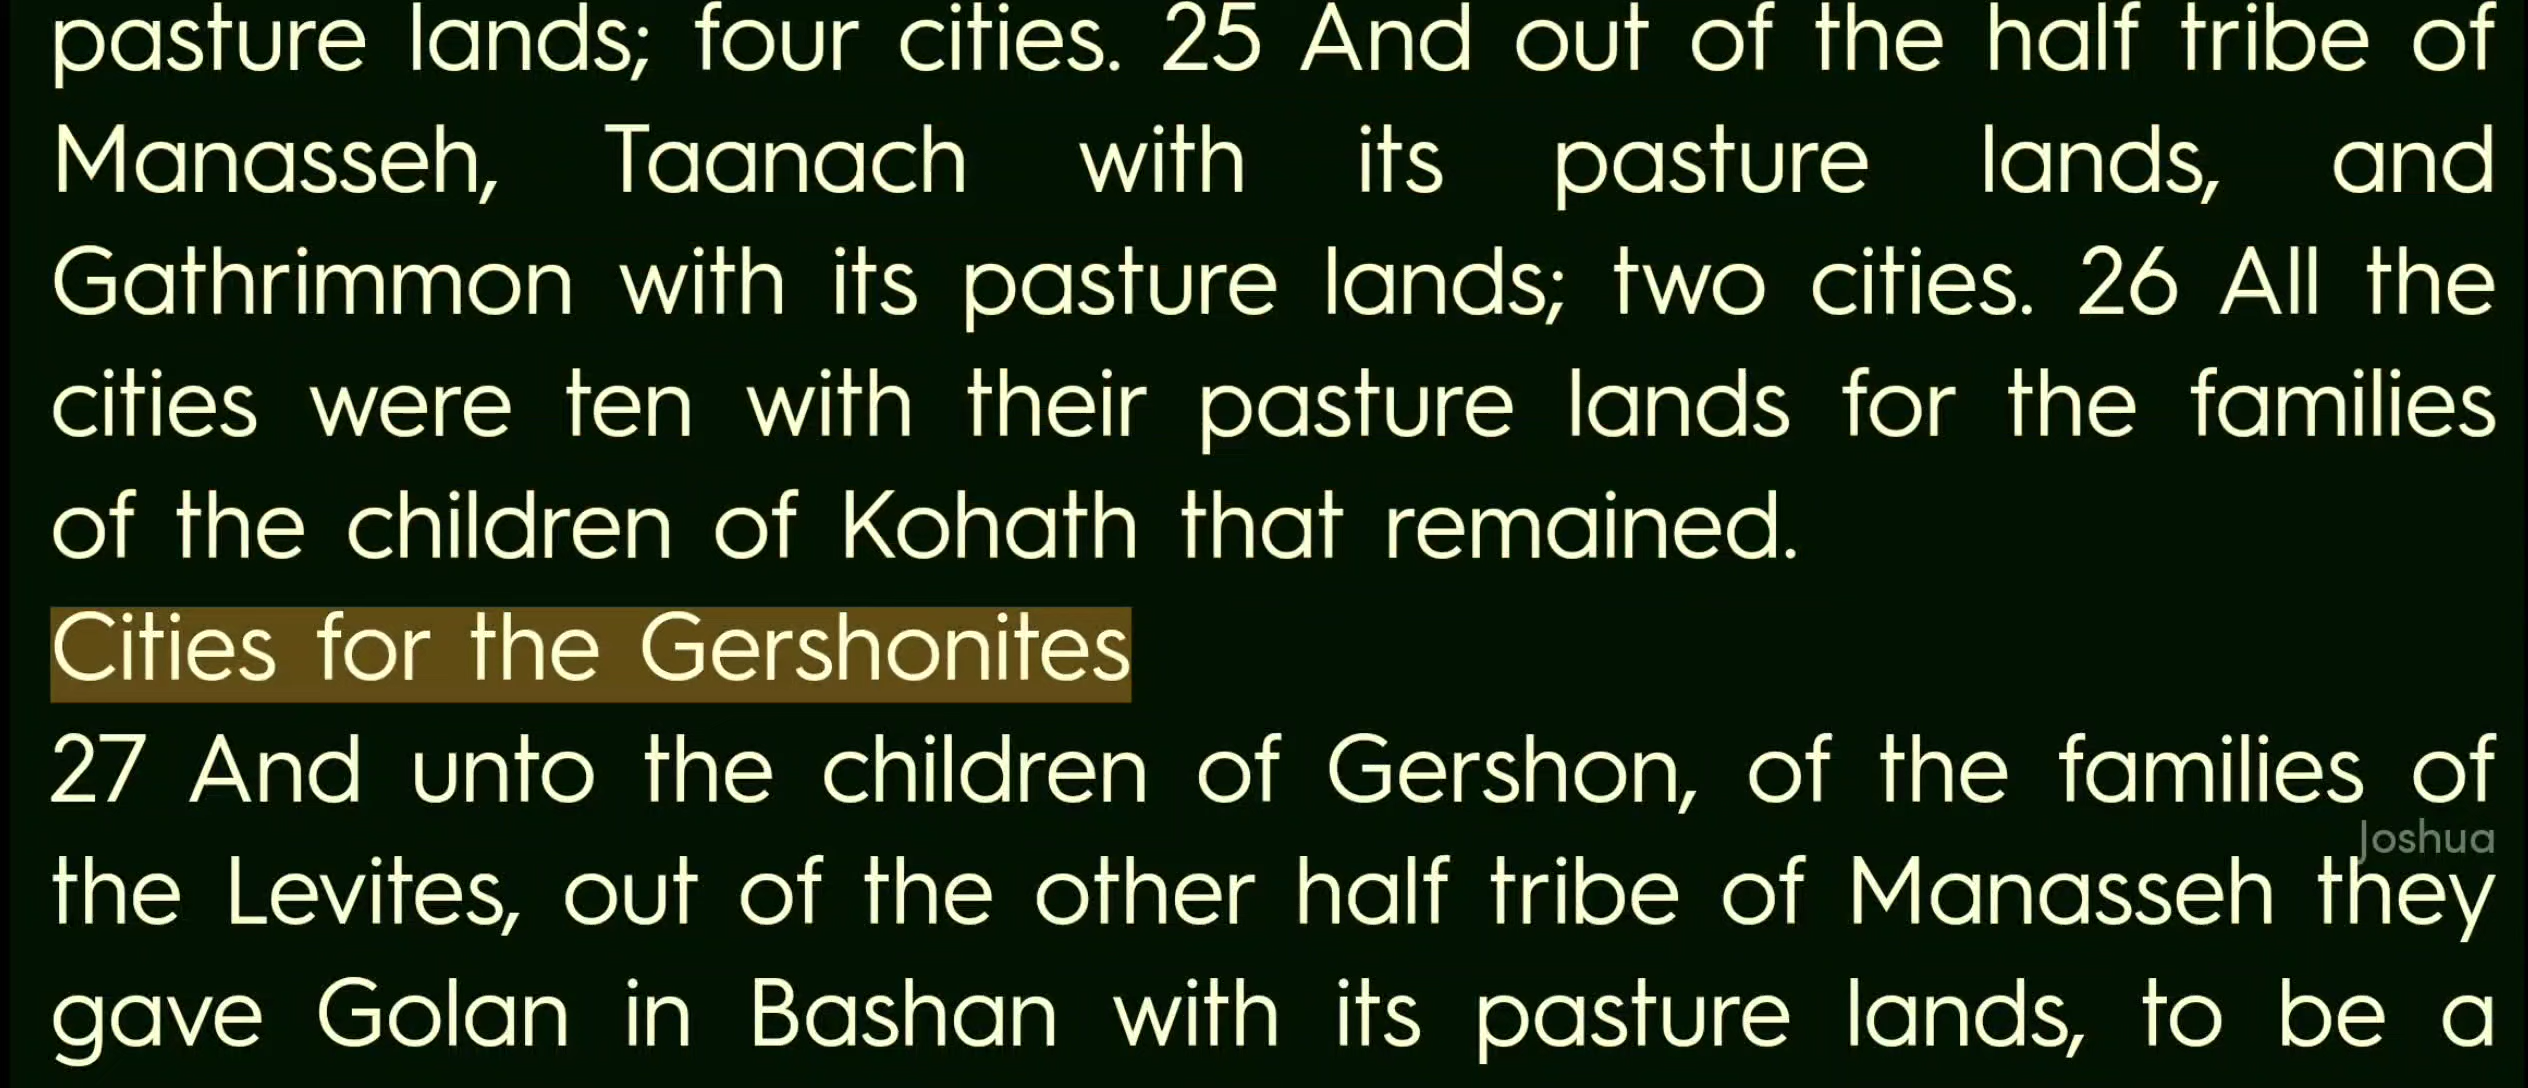 pasture lands; four cities. 25 And out of the half tribe of
Manasseh, Taanach with its pasture lands, and
Gathrimmon with its pasture lands; two cities. 26 All the
cities were ten with their pasture lands for the families
of the children of Kohath that remained.
Cities for the Gershonites
27 And unto the children of Gershon, of the families of
Joshua
the Levites, out of the other half tribe of Manasseh they
gave Golan in Bashan with its pasture lands, to be a